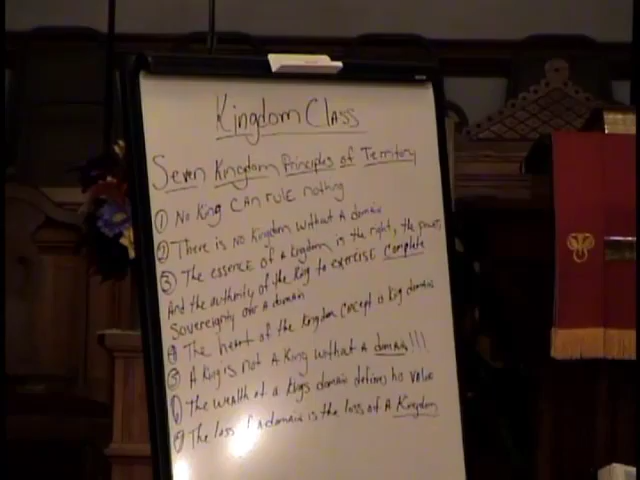 Kingdom Class
Seven Kingdom Principles of Territory
① No King CAN rule nothing
② There is No Kingdom without A domain
③ The essence of a kingdom is the right, the power,
And the authority of the King to exercise complete
Sovereignty over A domain
④ The heart of the Kingdom concept is King domain
⑤ A King is not A King without A domain!!!
⑥ The wealth of a Kings domain defines his value
⑦ The loss of A domain is the loss of A Kingdom